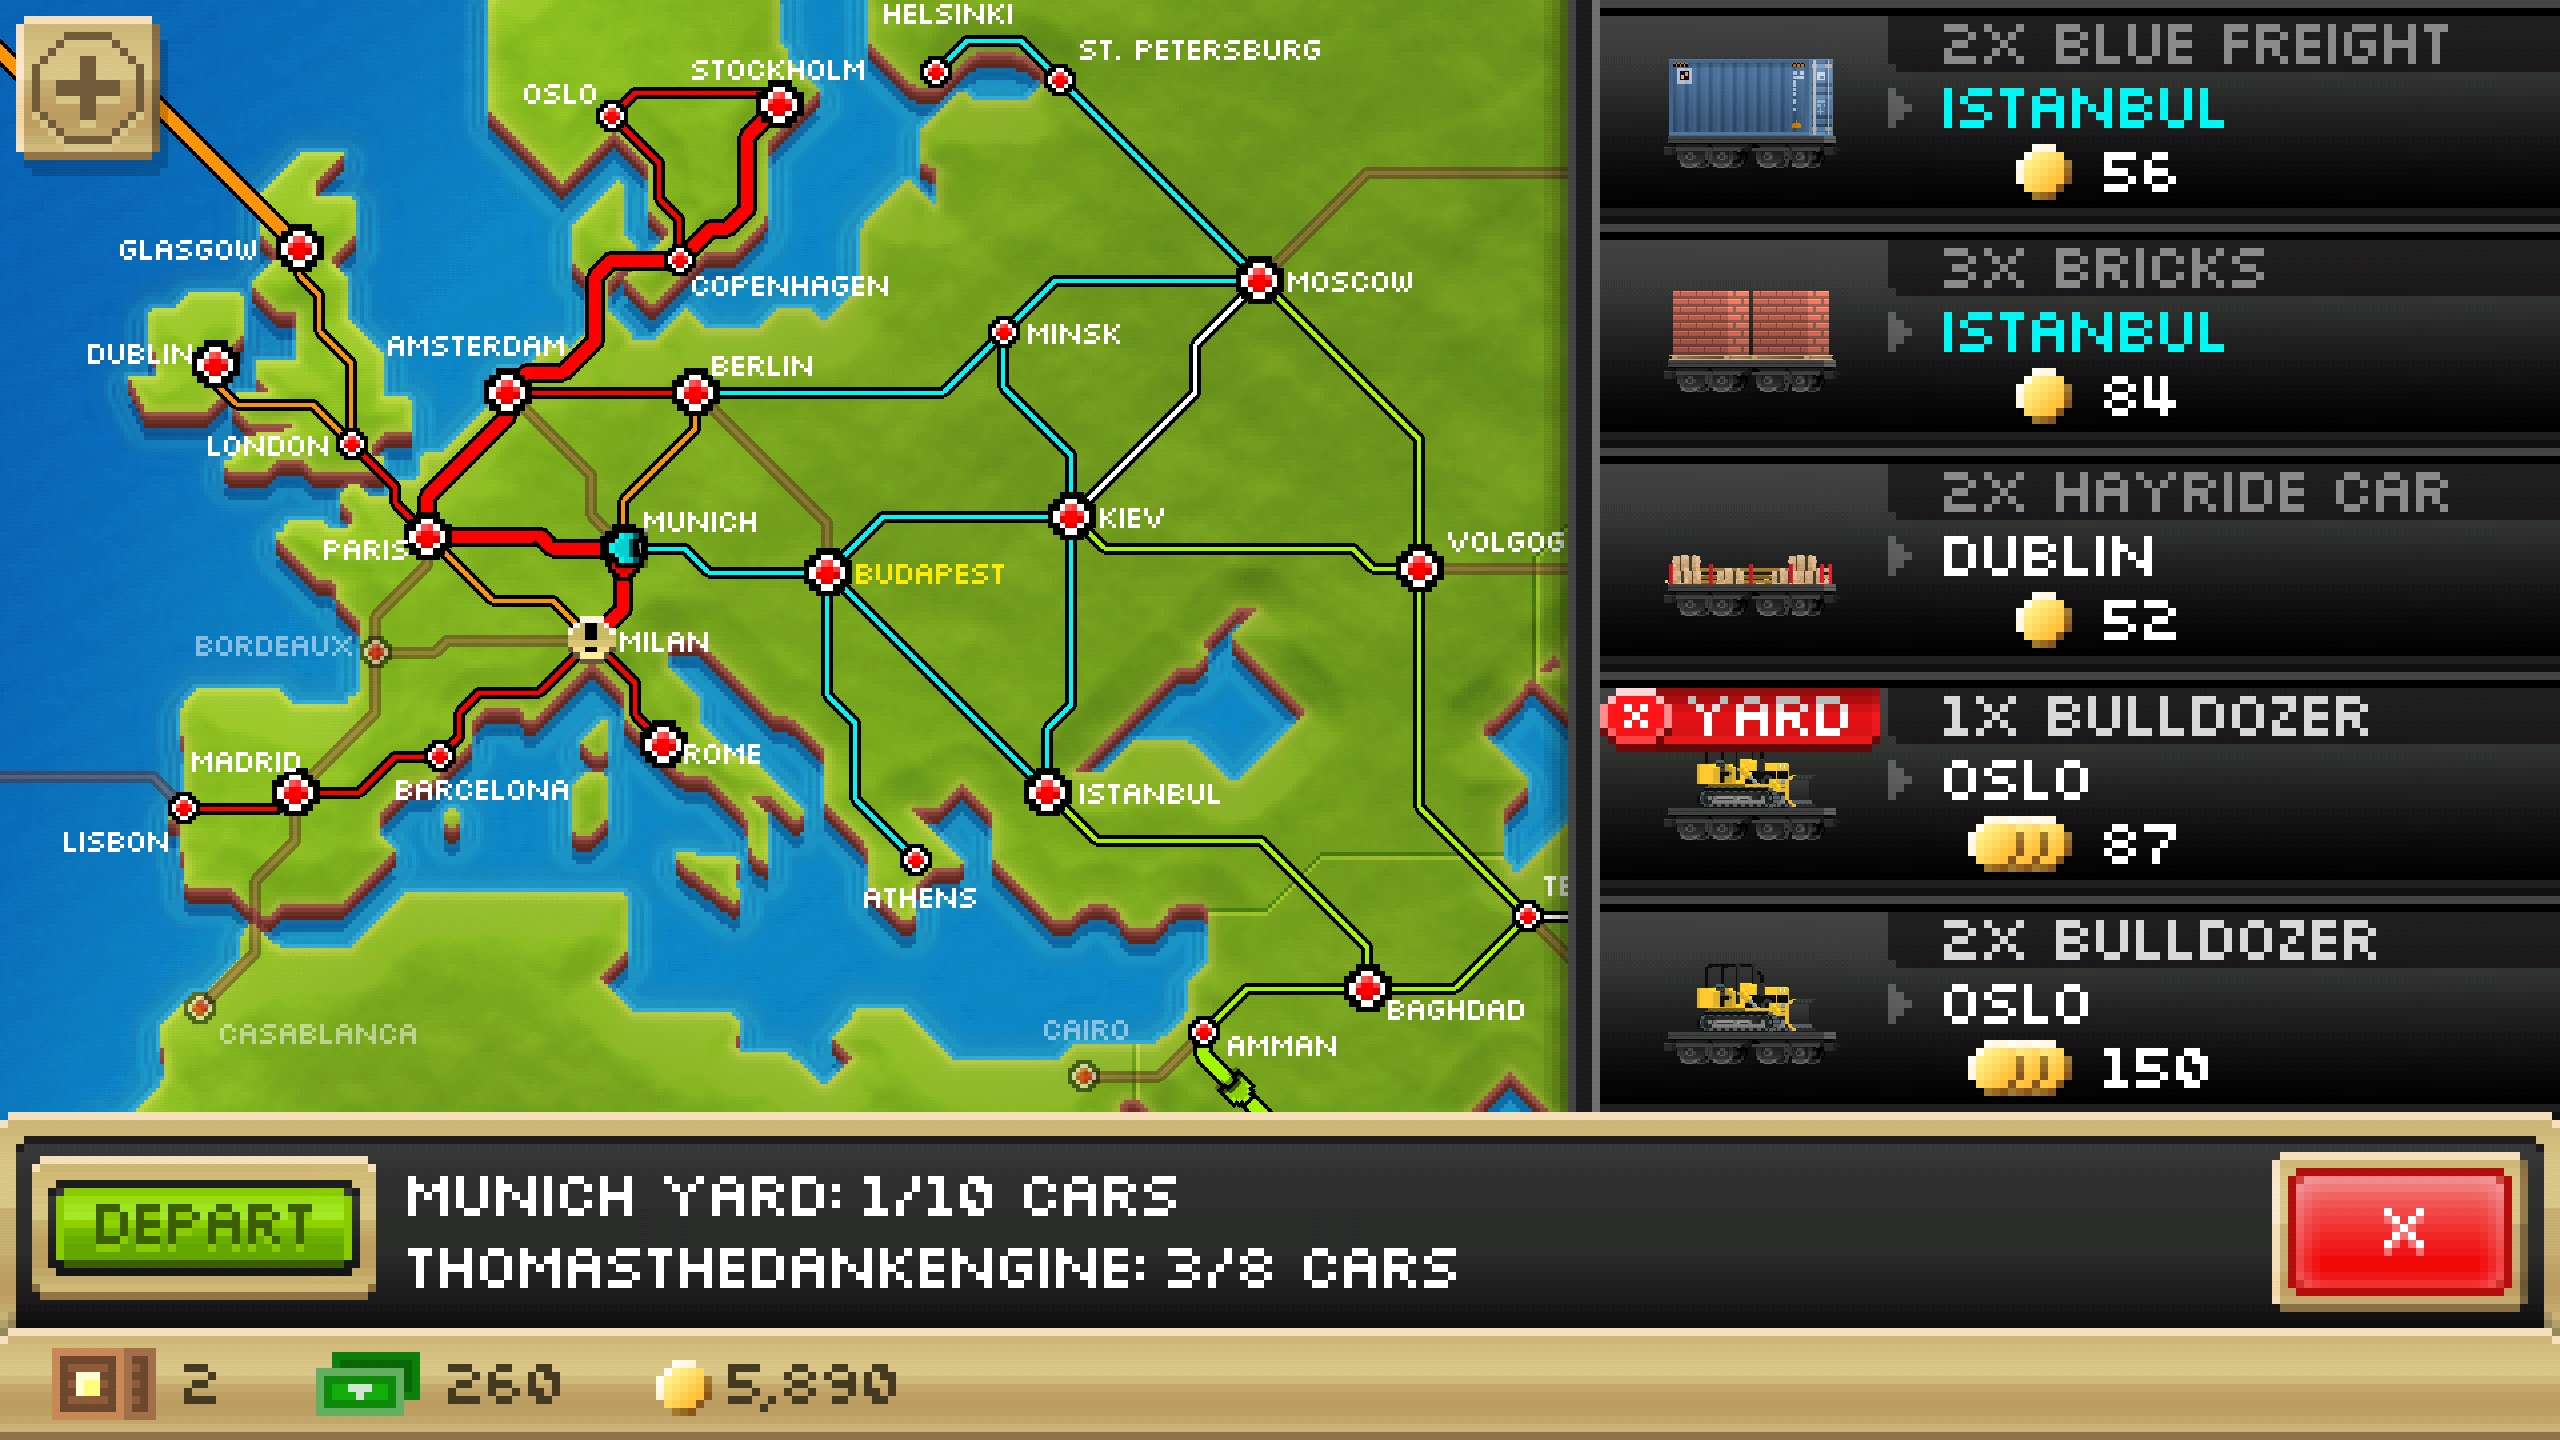 HELSINKI
ST. PETERSBURG
STOCKHOLM
OSLO
GLASGOW
COPENHAGEN
MOSCOW
AMSTERDAM
MINSK
DUBLIN
BERLIN
LONDON
MUNICH
KIEV
PARIS
VOLGOG
BUDAPEST
BORDEAUX
MILAN
MADRID
ROME
BARCELONA
ISTANBUL
LISBON
TE
ATHENS
BAGHDAD
CASABLANCA
CAIRO
AMMAN
2X BLUE FREIGHT
ISTANBUL
56
3X BRICKS
ISTANBUL
84
2X HAYRIDE CAR
DUBLIN
52
X YARD
1X BULLDOZER
OSLO
87
2X BULLDOZER
OSLO
150
DEPART
MUNICH YARD: 1/10 CARS
THOMASTHEDANKENGINE: 3/8 CARS
X
2
260
5,890